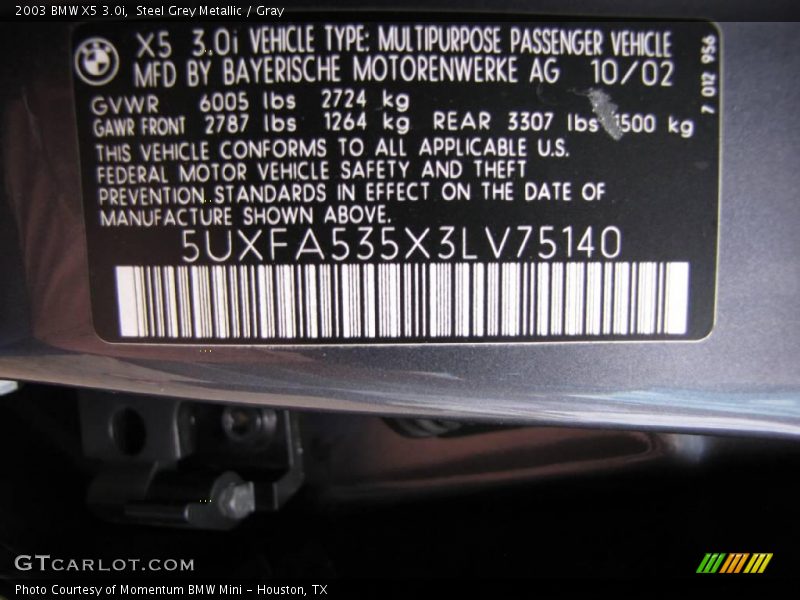 2003 BMW X5 3.0i, Steel Grey Metallic / Gray
BMW
X5 3.0i VEHICLE TYPE: MULTIPURPOSE PASSENGER VEHICLE
MFD BY BAYERISCHE MOTORENWERKE AG 10/02
7 012 956
GVWR 6005 lbs 2724 kg
GAWR FRONT 2787 lbs 1264 kg REAR 3307 lbs 1500 kg
THIS VEHICLE CONFORMS TO ALL APPLICABLE U.S.
FEDERAL MOTOR VEHICLE SAFETY AND THEFT
PREVENTION STANDARDS IN EFFECT ON THE DATE OF
MANUFACTURE SHOWN ABOVE.
5UXFA535X3LV75140
GTCARLOT.COM
Photo Courtesy of Momentum BMW Mini - Houston, TX